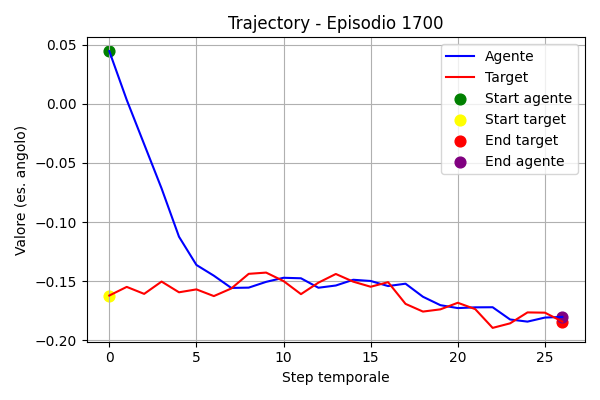 Trajectory - Episodio 1700
Valore (es. angolo)
0.05
0.00
−0.05
−0.10
−0.15
−0.20
0 5 10 15 20 25
Step temporale
Agente
Target
Start agente
Start target
End target
End agente